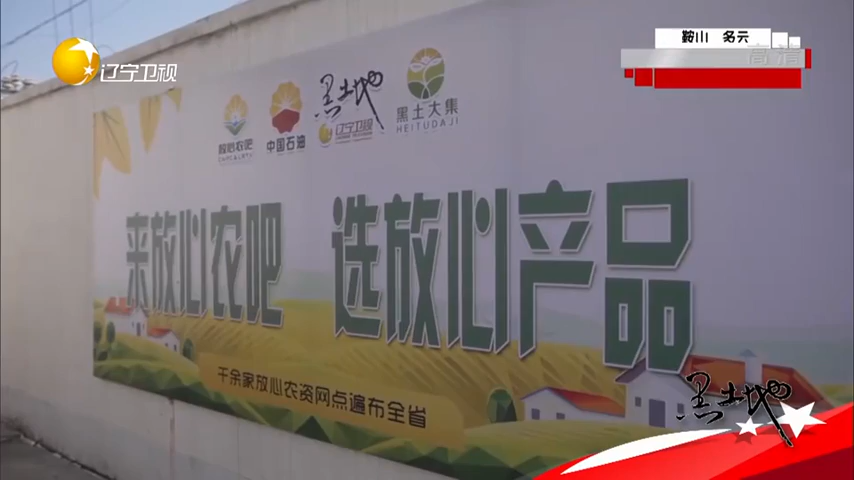 辽宁卫视
鞍山 多云
高清
放心农吧
中国石油
黑土地
辽宁卫视
黑土大集
HEITUDAJI
来放心农吧 选放心产品
千余家放心农资网点遍布全省
黑土地